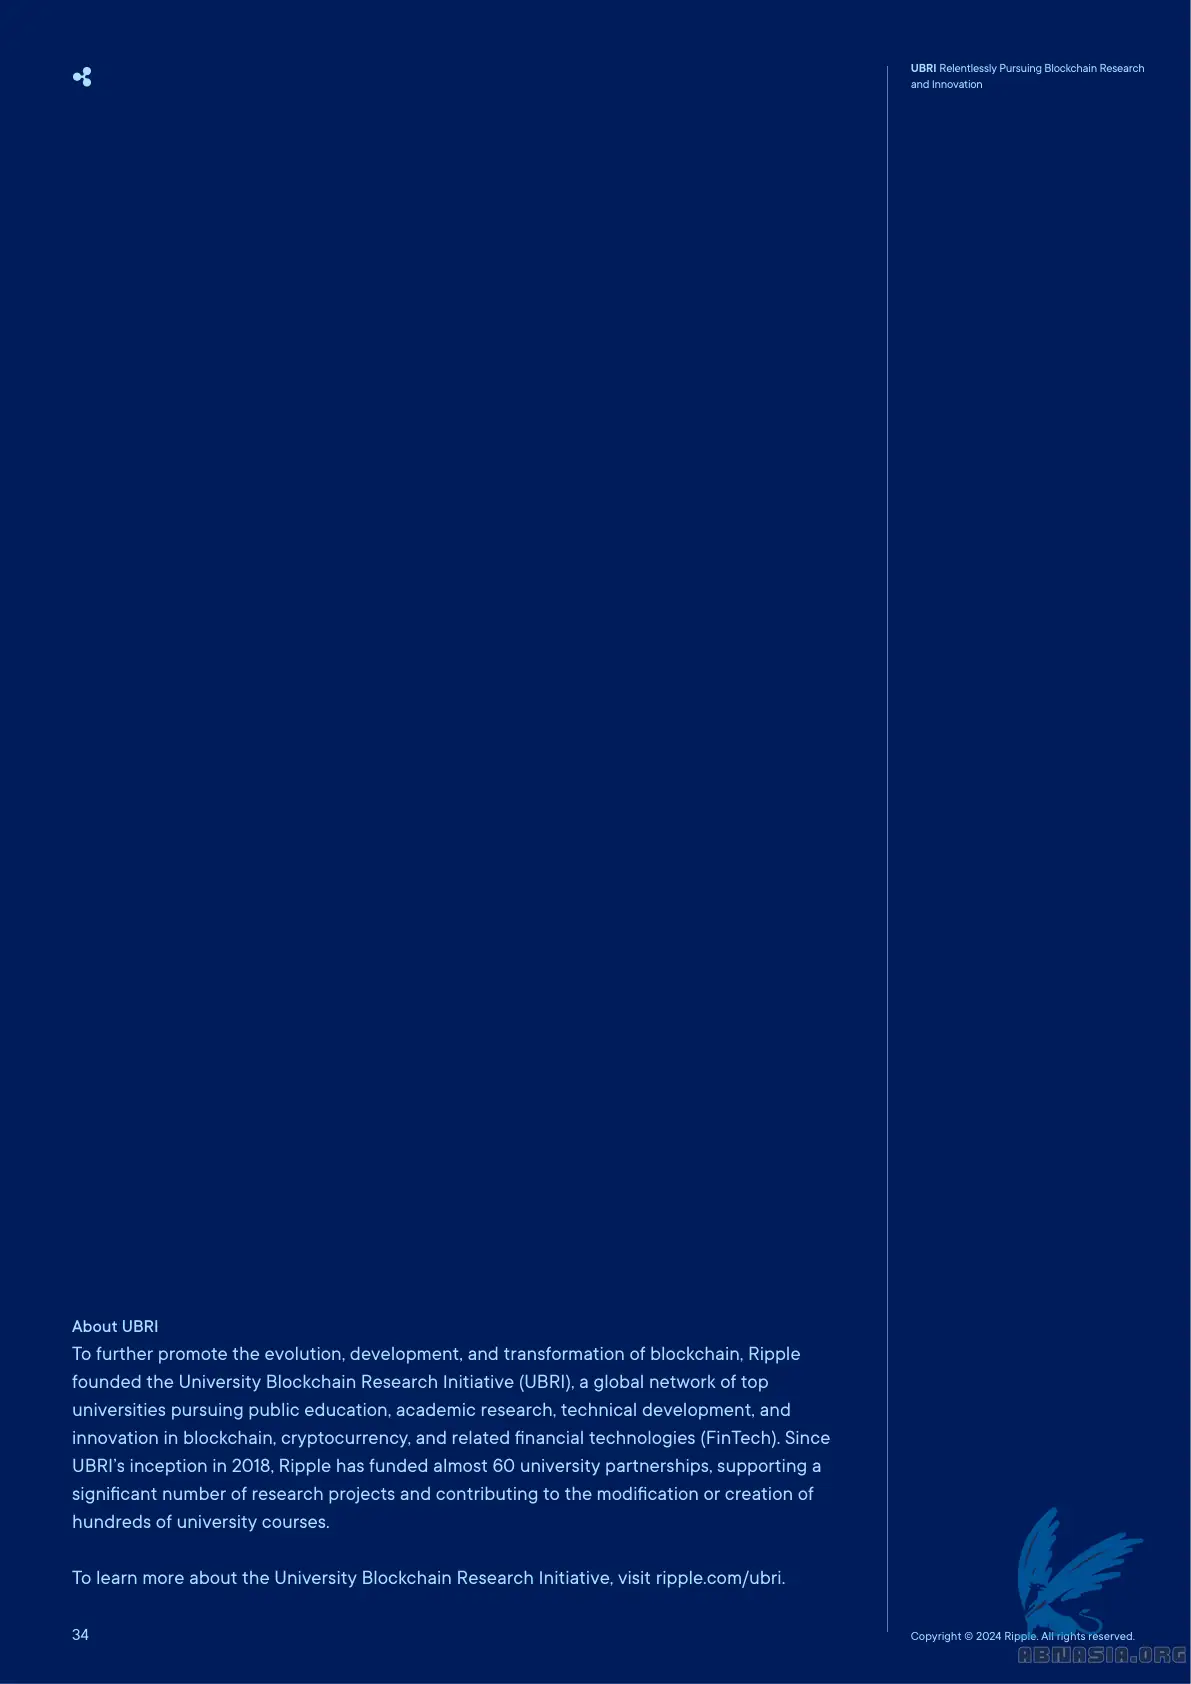 UBRI Relentlessly Pursuing Blockchain Research
and Innovation
About UBRI
To further promote the evolution, development, and transformation of blockchain, Ripple
founded the University Blockchain Research Initiative (UBRI), a global network of top
universities pursuing public education, academic research, technical development, and
innovation in blockchain, cryptocurrency, and related financial technologies (FinTech). Since
UBRI’s inception in 2018, Ripple has funded almost 60 university partnerships, supporting a
significant number of research projects and contributing to the modification or creation of
hundreds of university courses.
To learn more about the University Blockchain Research Initiative, visit ripple.com/ubri.
34
Copyright © 2024 Ripple. All rights reserved.
ABNASIA.ORG